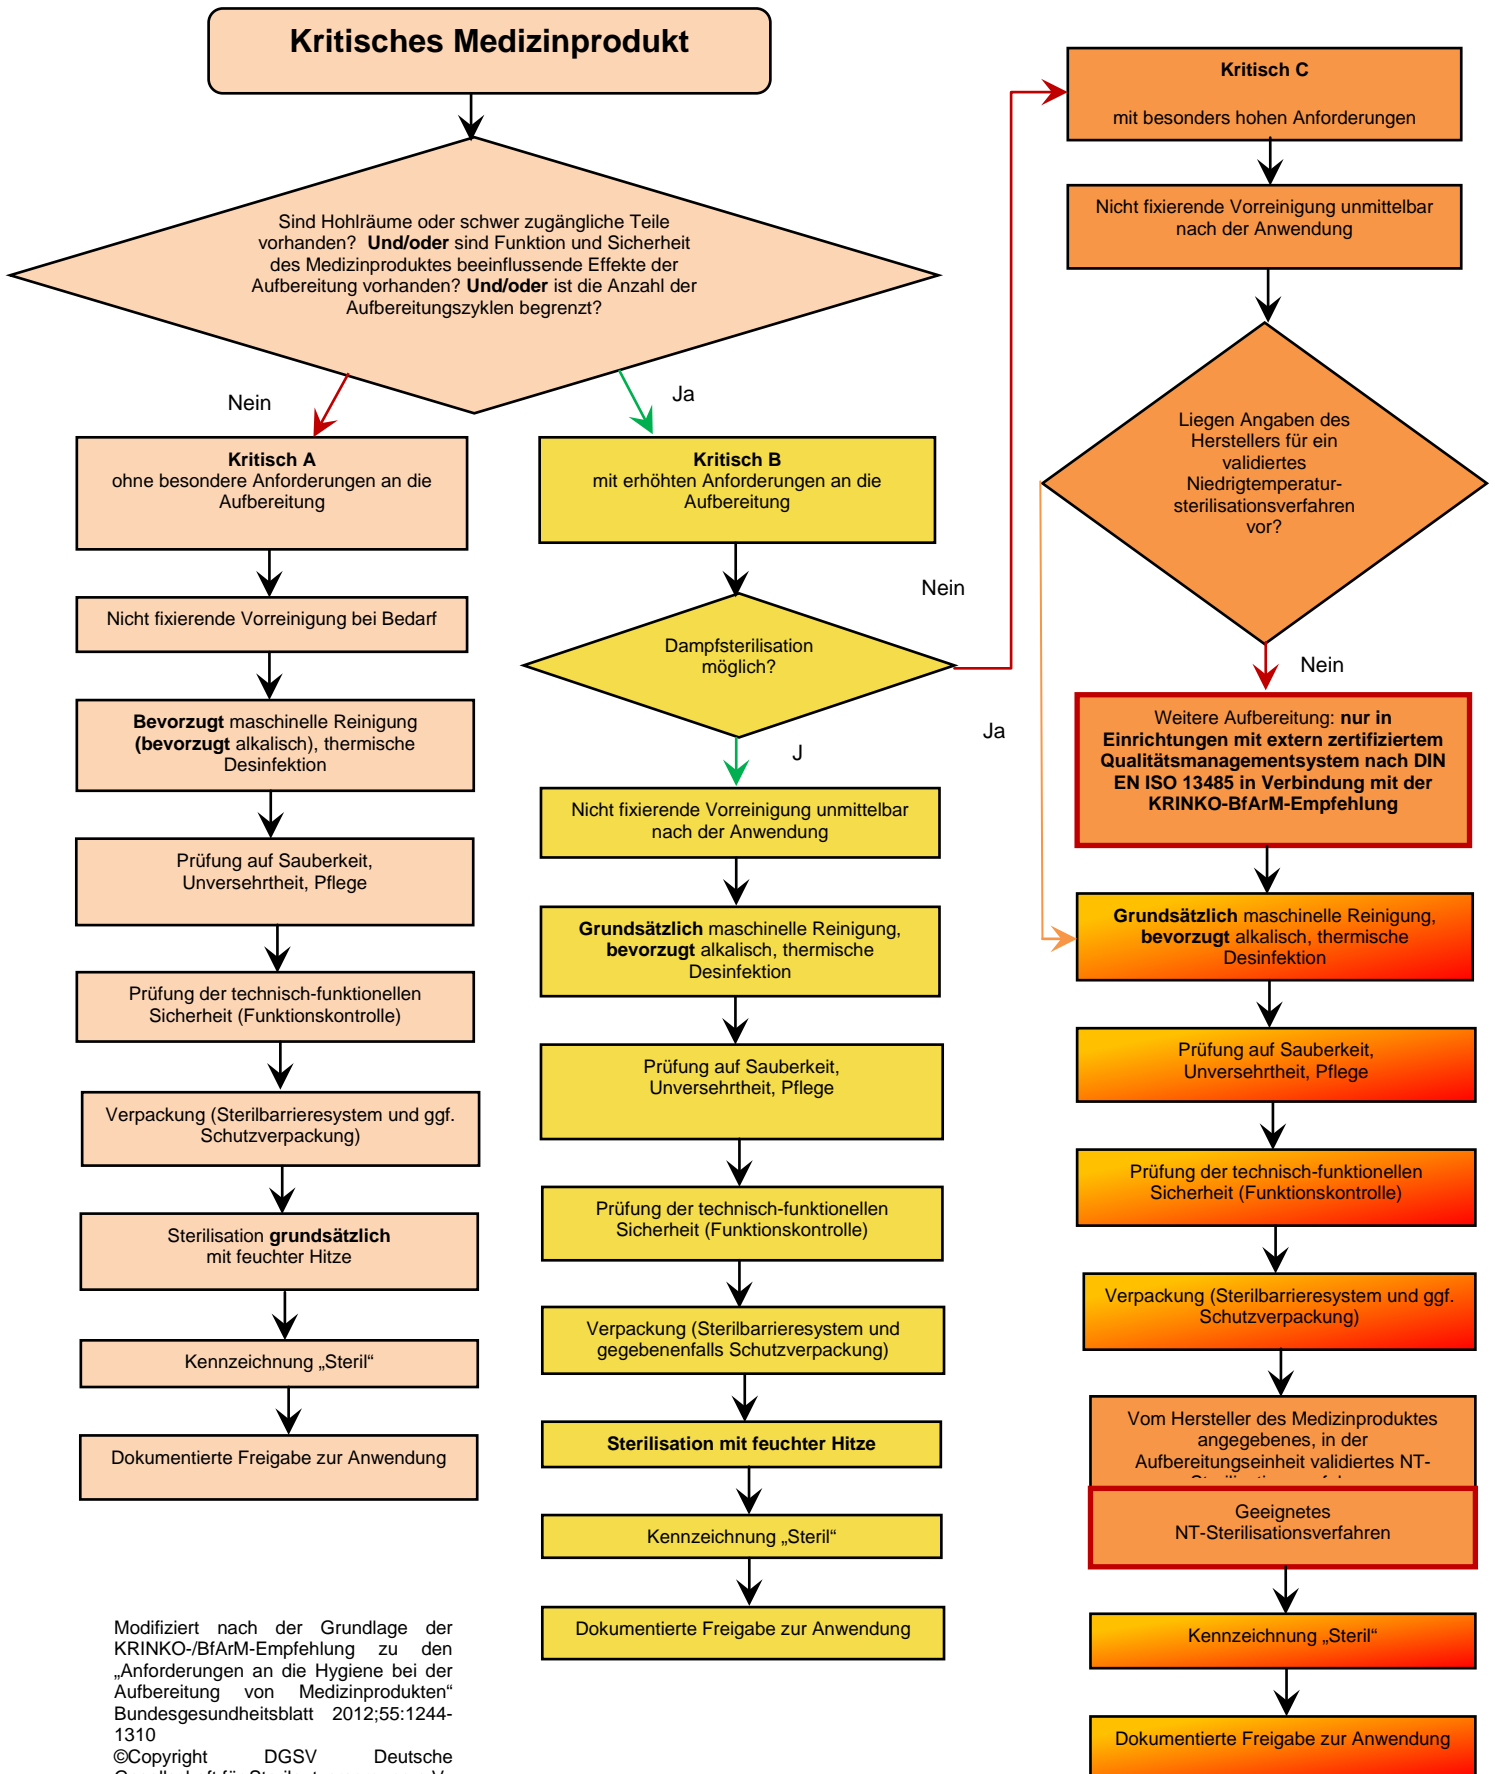 Kritisches Medizinprodukt
Sind Hohlräume oder schwer zugängliche Teile
vorhanden? Und/oder sind Funktion und Sicherheit
des Medizinproduktes beeinflussende Effekte der
Aufbereitung vorhanden? Und/oder ist die Anzahl der
Aufbereitungszyklen begrenzt?
Nein
Ja
Kritisch A
ohne besondere Anforderungen an die
Aufbereitung
Nicht fixierende Vorreinigung bei Bedarf
Bevorzugt maschinelle Reinigung
(bevorzugt alkalisch), thermische
Desinfektion
Prüfung auf Sauberkeit,
Unversehrtheit, Pflege
Prüfung der technisch-funktionellen
Sicherheit (Funktionskontrolle)
Verpackung (Sterilbarrieresystem und ggf.
Schutzverpackung)
Sterilisation grundsätzlich
mit feuchter Hitze
Kennzeichnung „Steril“
Dokumentierte Freigabe zur Anwendung
Kritisch B
mit erhöhten Anforderungen an die
Aufbereitung
Dampfsterilisation
möglich?
Nein
J
Nicht fixierende Vorreinigung unmittelbar
nach der Anwendung
Grundsätzlich maschinelle Reinigung,
bevorzugt alkalisch, thermische
Desinfektion
Prüfung auf Sauberkeit,
Unversehrtheit, Pflege
Prüfung der technisch-funktionellen
Sicherheit (Funktionskontrolle)
Verpackung (Sterilbarrieresystem und
gegebenenfalls Schutzverpackung)
Sterilisation mit feuchter Hitze
Kennzeichnung „Steril“
Dokumentierte Freigabe zur Anwendung
Kritisch C
mit besonders hohen Anforderungen
Nicht fixierende Vorreinigung unmittelbar
nach der Anwendung
Liegen Angaben des
Herstellers für ein
validiertes
Niedrigtemperatur-
sterilisationsverfahren
vor?
Nein
Ja
Weitere Aufbereitung: nur in
Einrichtungen mit extern zertifiziertem
Qualitätsmanagementsystem nach DIN
EN ISO 13485 in Verbindung mit der
KRINKO-BfArM-Empfehlung
Grundsätzlich maschinelle Reinigung,
bevorzugt alkalisch, thermische
Desinfektion
Prüfung auf Sauberkeit,
Unversehrtheit, Pflege
Prüfung der technisch-funktionellen
Sicherheit (Funktionskontrolle)
Verpackung (Sterilbarrieresystem und ggf.
Schutzverpackung)
Vom Hersteller des Medizinproduktes
angegebenes, in der
Aufbereitungseinheit validiertes NT-
Geeignetes
NT-Sterilisationsverfahren
Kennzeichnung „Steril“
Dokumentierte Freigabe zur Anwendung
Modifiziert nach der Grundlage der
KRINKO-/BfArM-Empfehlung zu den
„Anforderungen an die Hygiene bei der
Aufbereitung von Medizinprodukten“
Bundesgesundheitsblatt 2012;55:1244-
1310
©Copyright DGSV Deutsche